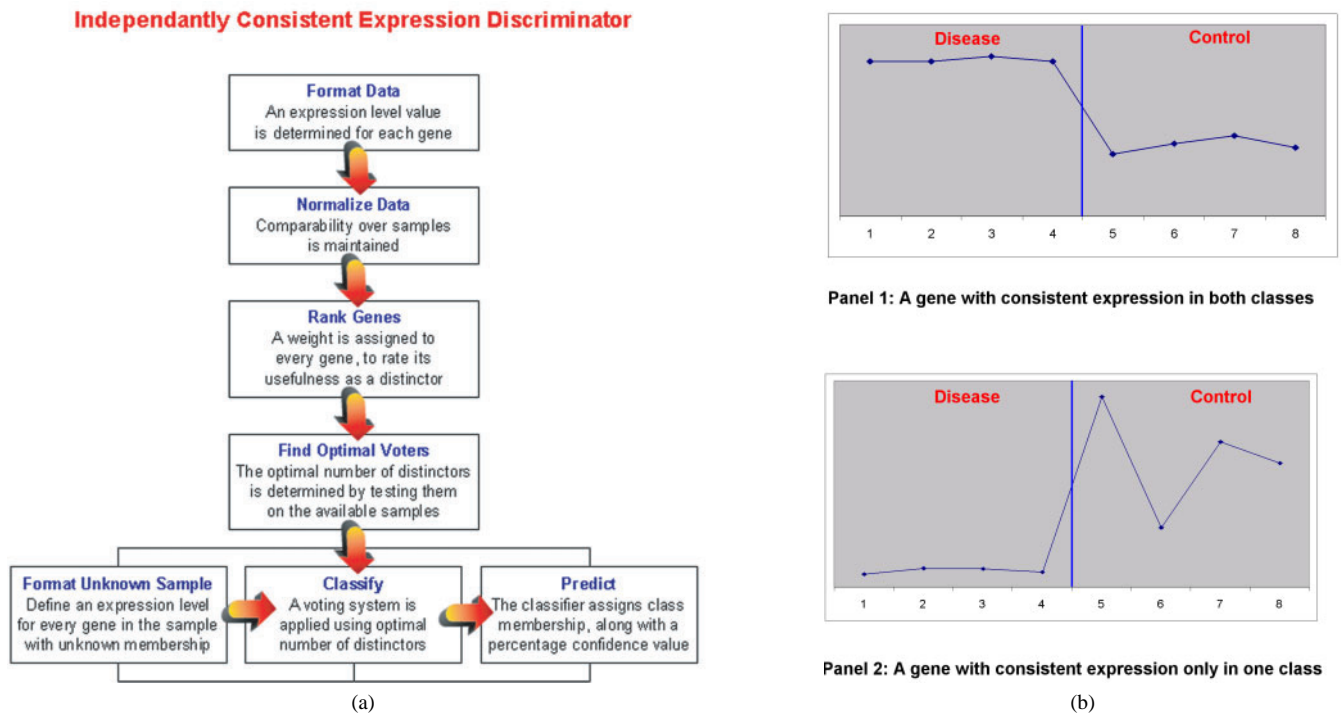 Independantly Consistent Expression Discriminator
Format Data
An expression level value
is determined for each gene
Normalize Data
Comparability over samples
is maintained
Rank Genes
A weight is assigned to
every gene, to rate its
usefulness as a distinctor
Find Optimal Voters
The optimal number of distinctors
is determined by testing them
on the available samples
Format Unknown Sample
Define an expression level
for every gene in the sample
with unknown membership
Classify
A voting system is
applied using optimal
number of distinctors
Predict
The classifier assigns class
membership, along with a
percentage confidence value
(a)
Disease Control
1 2 3 4 5 6 7 8
Panel 1: A gene with consistent expression in both classes
Disease Control
1 2 3 4 5 6 7 8
Panel 2: A gene with consistent expression only in one class
(b)